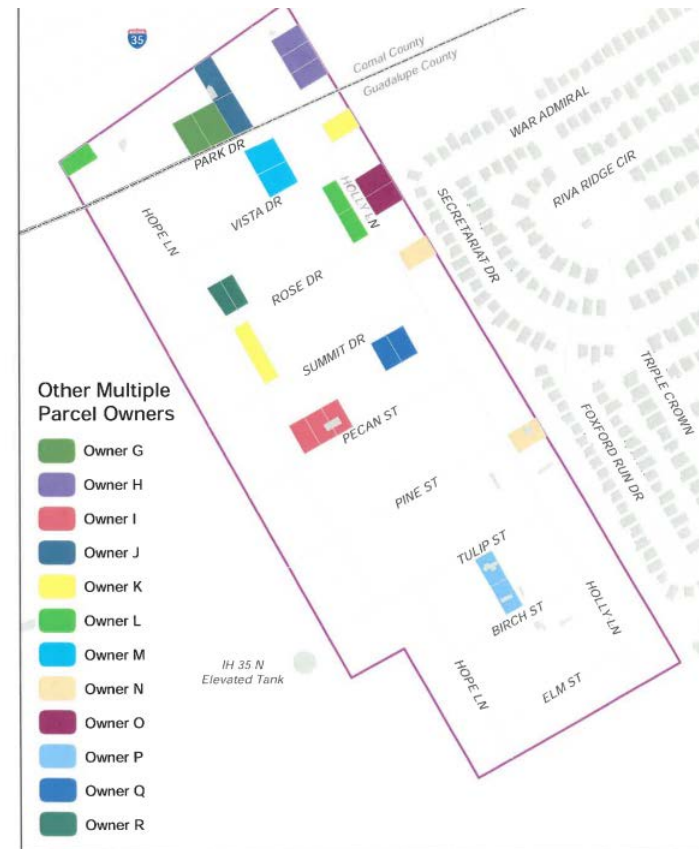 35
Comal County
Guadalupe County
WAR ADMIRAL
PARK DR
RIVA RIDGE CIR
HOLLY LN
SECRETARIAT DR
VISTA DR
HOPE LN
ROSE DR
SUMMIT DR
TRIPLE CROWN
Other Multiple
Parcel Owners
PECAN ST
FOXFORD RUN DR
Owner G
Owner H
PINE ST
Owner I
Owner J
TULIP ST
Owner K
HOLLY LN
BIRCH ST
Owner L
Owner M
IH 35 N
Elevated Tank
HOPE LN
ELM ST
Owner N
Owner O
Owner P
Owner Q
Owner R